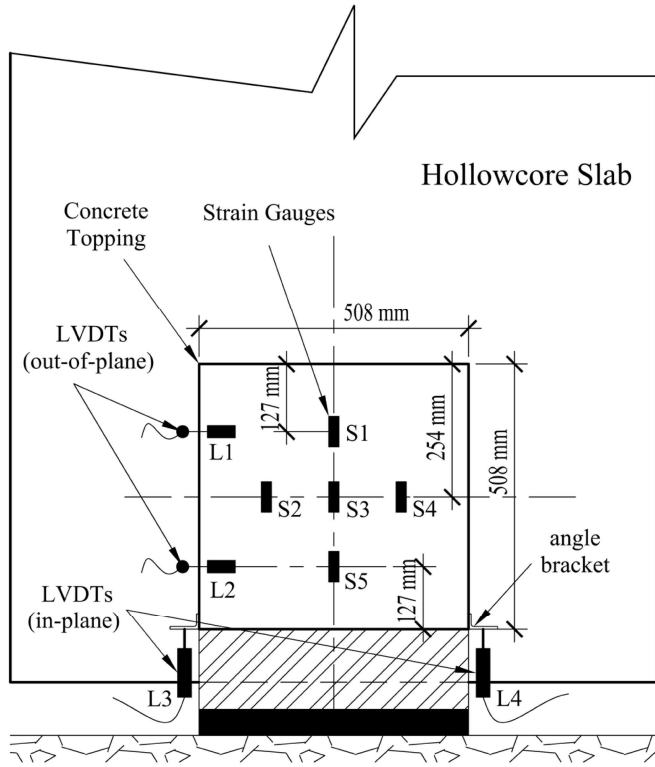 Hollowcore Slab
Concrete
Topping
Strain Gauges
508 mm
LVDTs
(out-of-plane)
127 mm
S1
254 mm
L1
508 mm
S2
S3
S4
angle
bracket
L2
S5
127 mm
LVDTs
(in-plane)
L3
L4